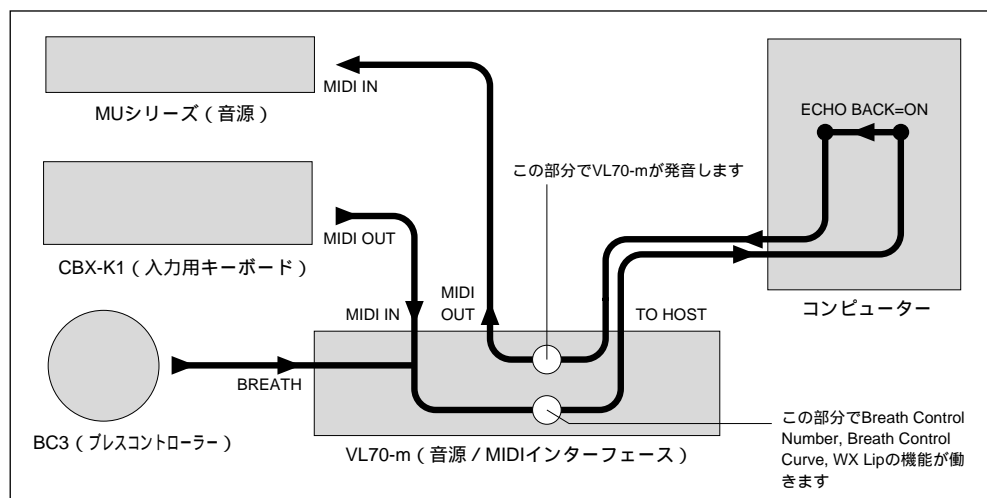 MIDI IN
MUシリーズ（音源）
ECHO BACK=ON
この部分でVL70-mが発音します
MIDI OUT
CBX-K1（入力用キーボード）
MIDI IN
MIDI
OUT
TO HOST
コンピューター
BREATH
BC3（ブレスコントローラー）
VL70-m（音源 / MIDIインターフェース）
この部分でBreath Control
Number, Breath Control
Curve, WX Lipの機能が働
きます